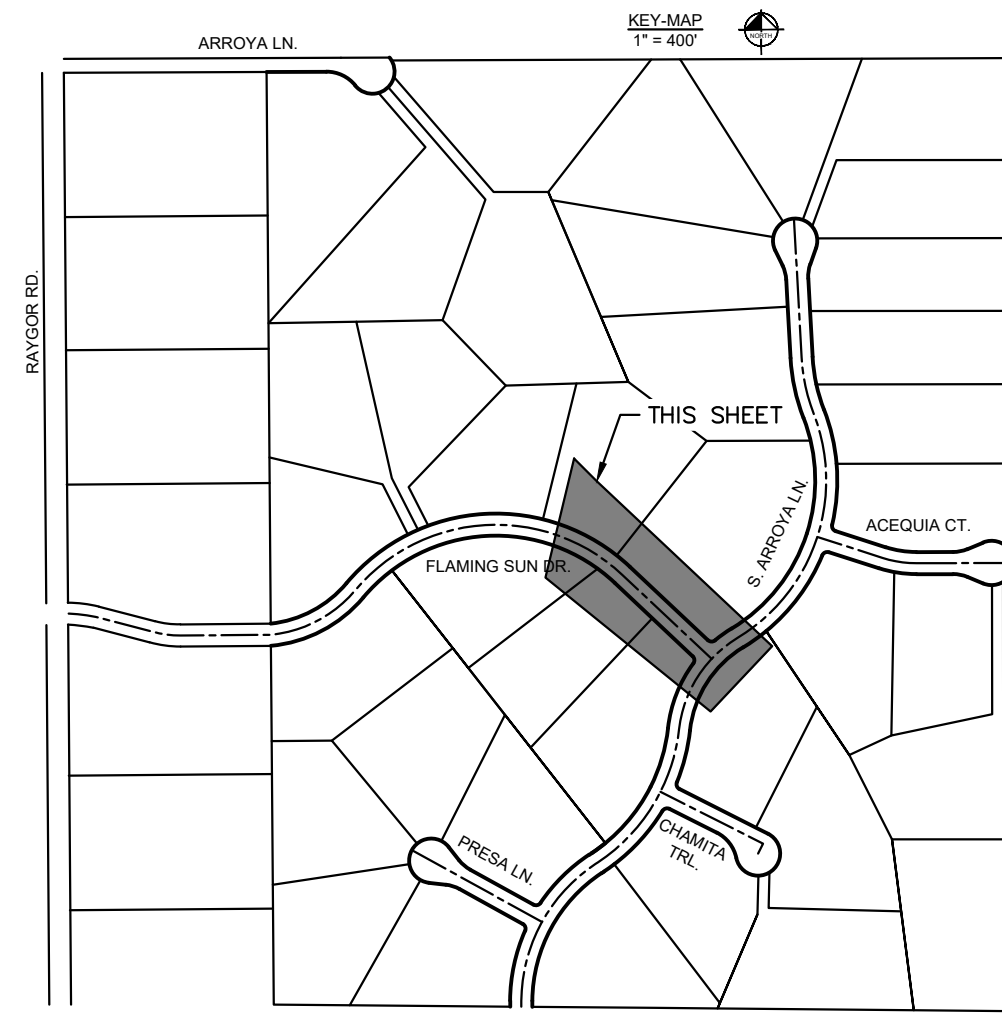 KEY-MAP
1" = 400'
NORTH
ARROYA LN.
RAYGOR RD.
THIS SHEET
S. ARROYA LN.
ACEQUIA CT.
FLAMING SUN DR.
CHAMITA
TRL.
PRESA LN.